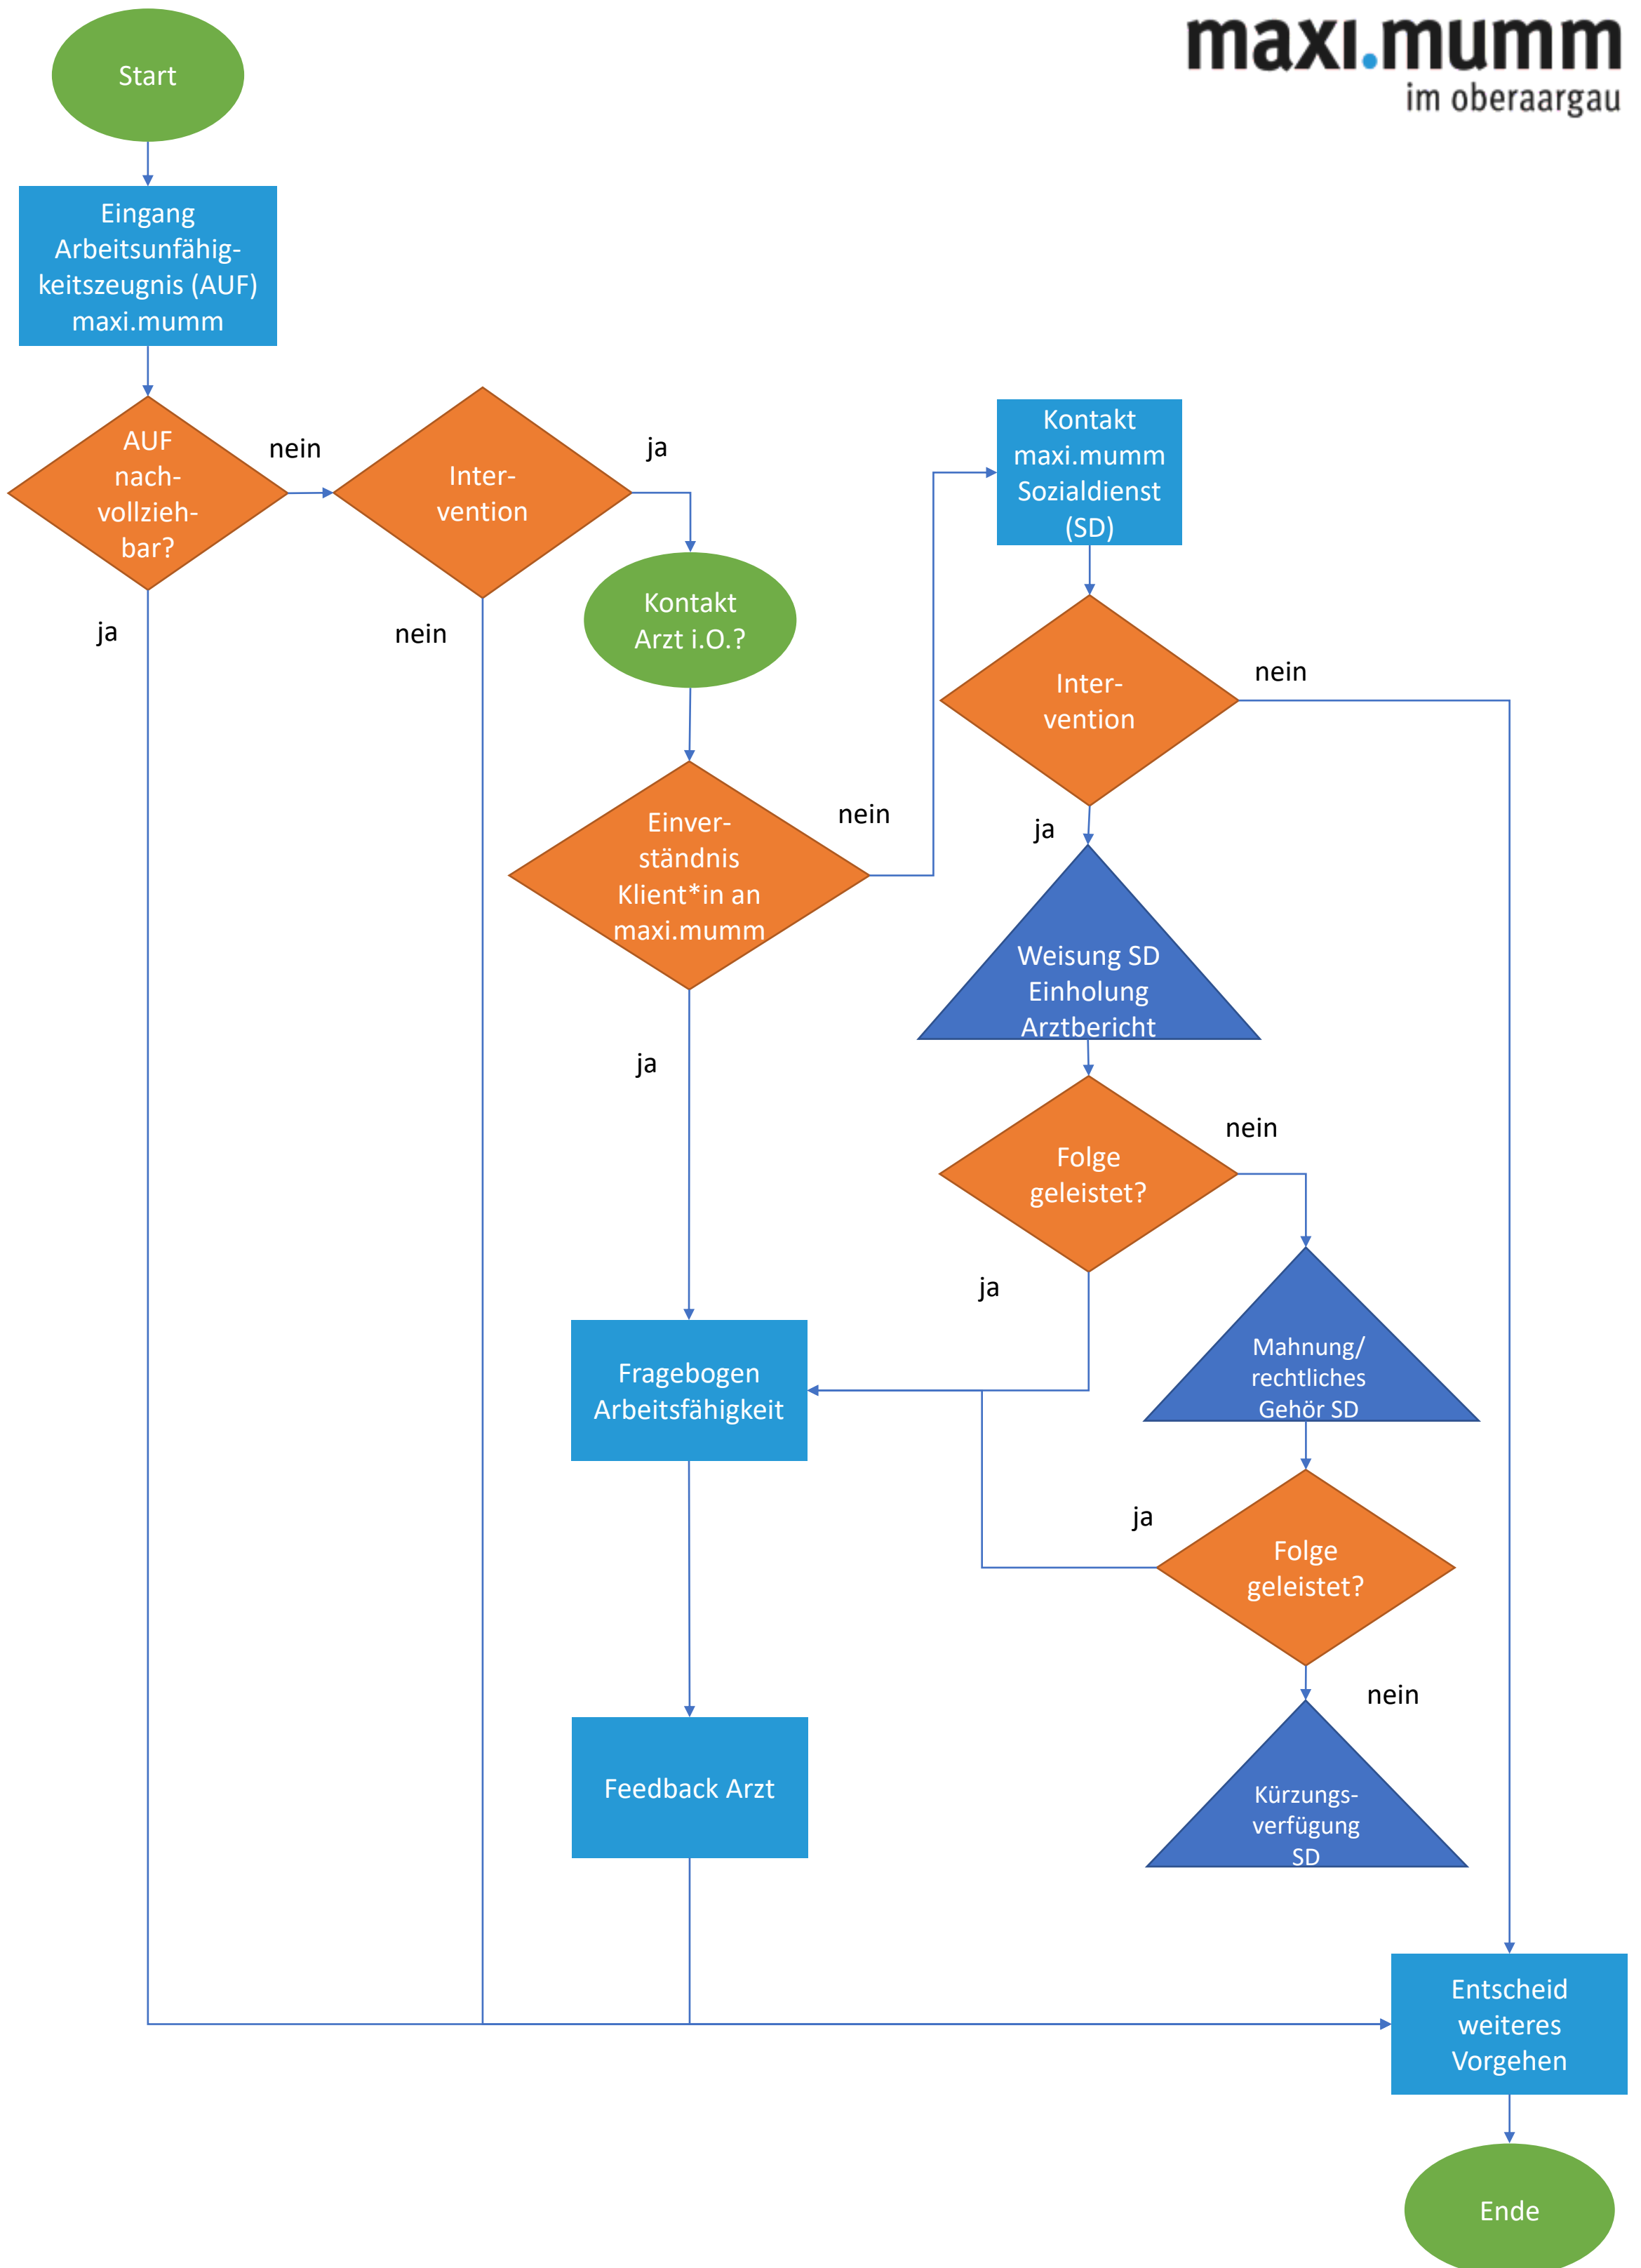 maxi.mumm
im oberaargau
Start
Eingang
Arbeitsunfähig-
keitszeugnis (AUF)
maxi.mumm
AUF
nach-
vollzieh-
bar?
nein
ja
Inter-
vention
ja
nein
Kontakt
Arzt i.O.?
Einver-
ständnis
Klient*in an
maxi.mumm
nein
ja
Kontakt
maxi.mumm
Sozialdienst
(SD)
Inter-
vention
nein
ja
Weisung SD
Einholung
Arztbericht
Folge
geleistet?
nein
ja
Mahnung/
rechtliches
Gehör SD
Fragebogen
Arbeitsfähigkeit
ja
Folge
geleistet?
nein
Kürzungs-
verfügung
SD
Feedback Arzt
Entscheid
weiteres
Vorgehen
Ende